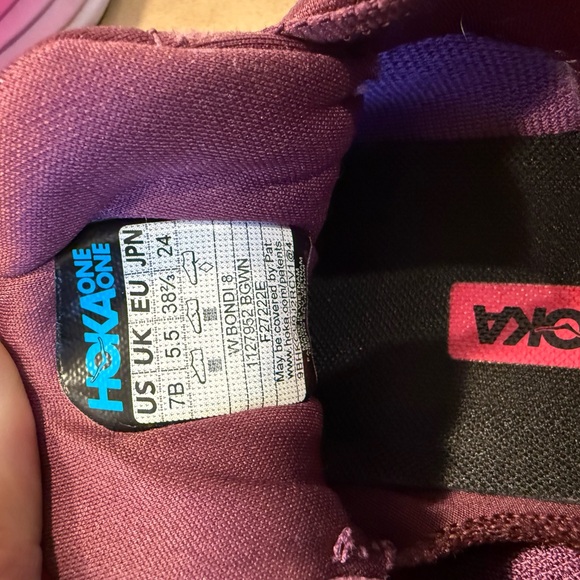 HOKA ONE ONE
US UK EU JPN
7B 5.5 38⅔ 24
W BONDI 8
1127952 BGWN
F27222E
May be covered by Pat.
www.hoka.com/patents
HOKA